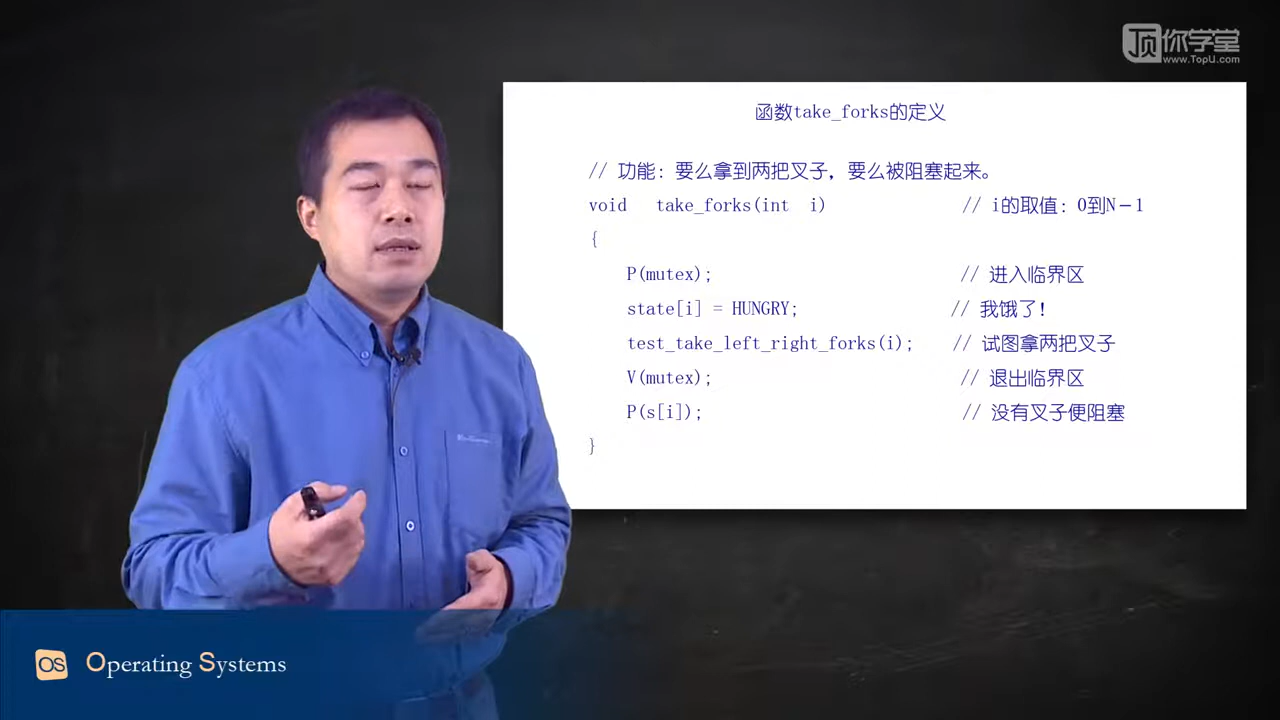 顶你学堂
www.TopU.com
函数take_forks的定义
// 功能：要么拿到两把叉子，要么被阻塞起来。
void take_forks(int i) // i的取值：0到N-1
{
P(mutex); // 进入临界区
state[i] = HUNGRY; // 我饿了!
test_take_left_right_forks(i); // 试图拿两把叉子
V(mutex); // 退出临界区
P(s[i]); // 没有叉子便阻塞
}
OS Operating Systems